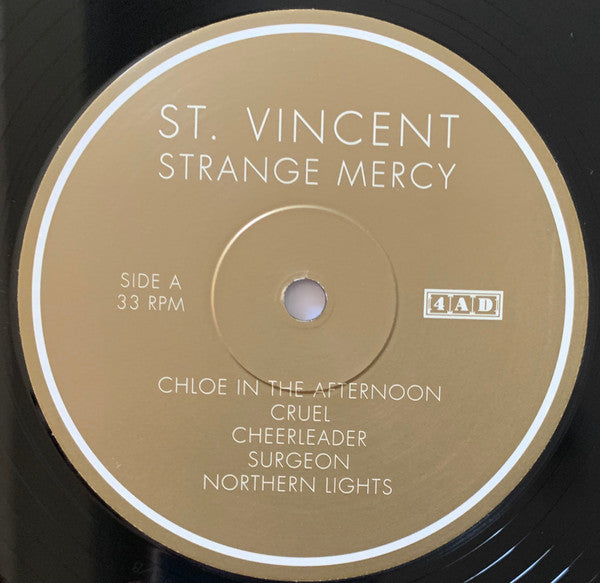 ST. VINCENT
STRANGE MERCY
SIDE A
33 RPM
4AD
CHLOE IN THE AFTERNOON
CRUEL
CHEERLEADER
SURGEON
NORTHERN LIGHTS